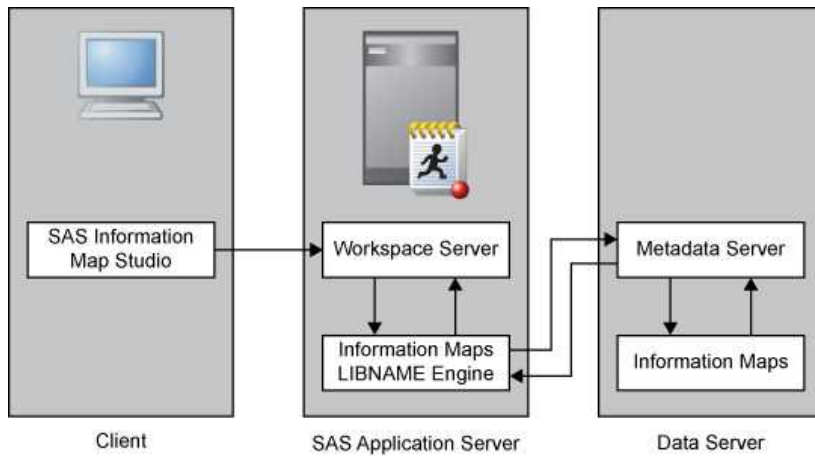 SAS Information
Map Studio
Workspace Server
Metadata Server
Information Maps
LIBNAME Engine
Information Maps
Client
SAS Application Server
Data Server